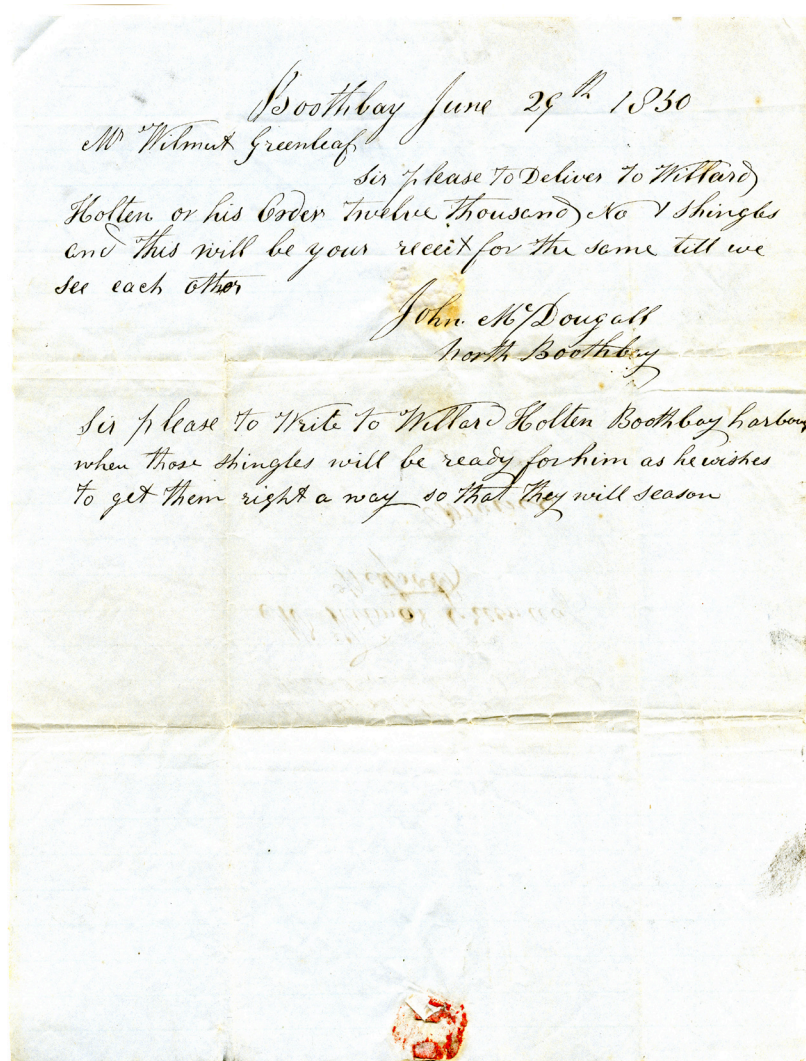 Boothbay June 29th 1850
Mr Wilmut Greenleaf
Sir please to Deliver to Willard
Holten or his Order twelve thousand No 1 Shingles
and this will be your receit for the same till we
see each other
John McDougall
North Boothbay
Sir please to Write to Willard Holten Boothbay harbour
when those shingles will be ready for him as he wishes
to get them right a way so that they will season